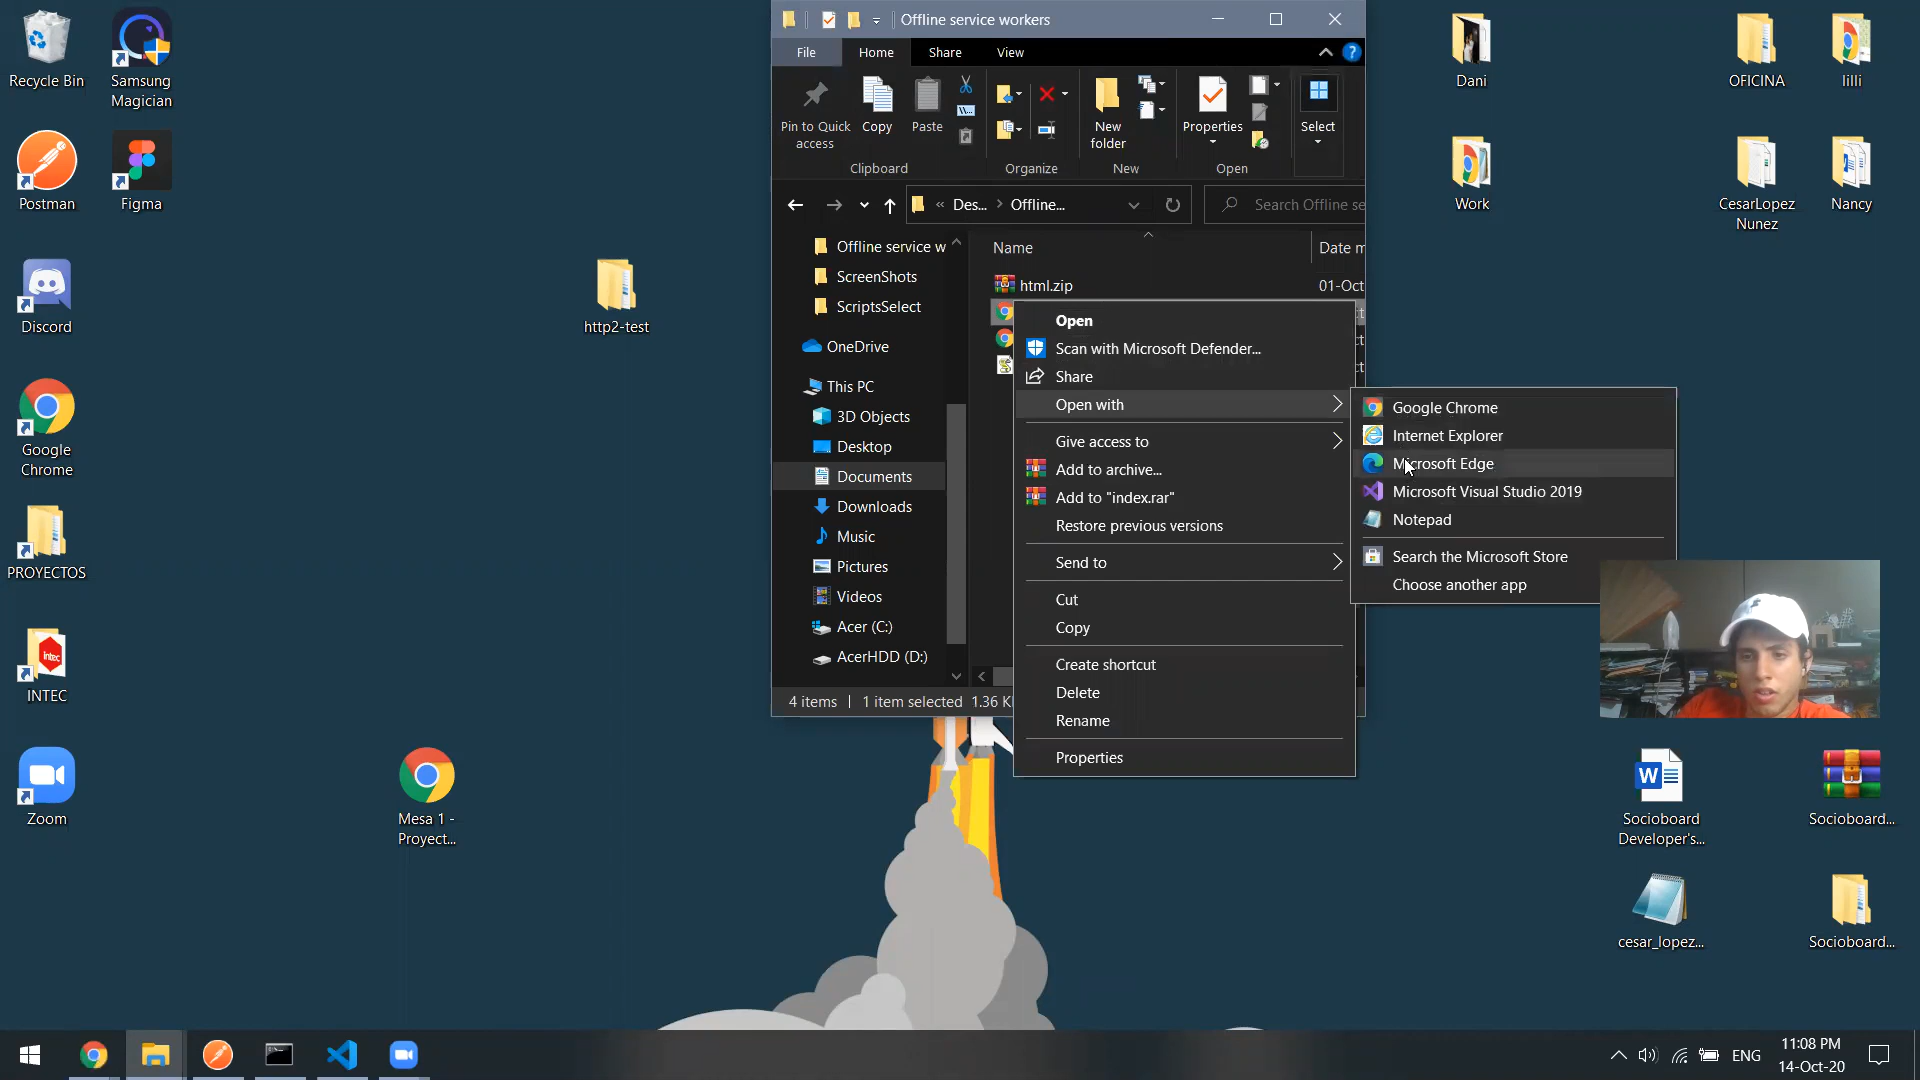 Recycle Bin
Samsung
Magician
Postman
Figma
Discord
Google
Chrome
PROYECTOS
INTEC
intec
Zoom
http2-test
Mesa 1 -
Proyect...
Offline service workers
File
Home
Share
View
Pin to Quick
access
Copy
Paste
Clipboard
Organize
New
folder
New
Properties
Open
Select
« Des... > Offline...
Search Offline se
Offline service w
ScreenShots
ScriptsSelect
OneDrive
This PC
3D Objects
Desktop
Documents
Downloads
Music
Pictures
Videos
Acer (C:)
AcerHDD (D:)
Name
Date m
html.zip
01-Oct
4 items
1 item selected 1.36 K
Open
Scan with Microsoft Defender...
Share
Open with
Give access to
Add to archive...
Add to "index.rar"
Restore previous versions
Send to
Cut
Copy
Create shortcut
Delete
Rename
Properties
Google Chrome
Internet Explorer
Microsoft Edge
Microsoft Visual Studio 2019
Notepad
Search the Microsoft Store
Choose another app
Dani
OFICINA
lilli
Work
CesarLopez
Nunez
Nancy
Socioboard
Developer's...
Socioboard...
cesar_lopez...
Socioboard...
ENG
11:08 PM
14-Oct-20